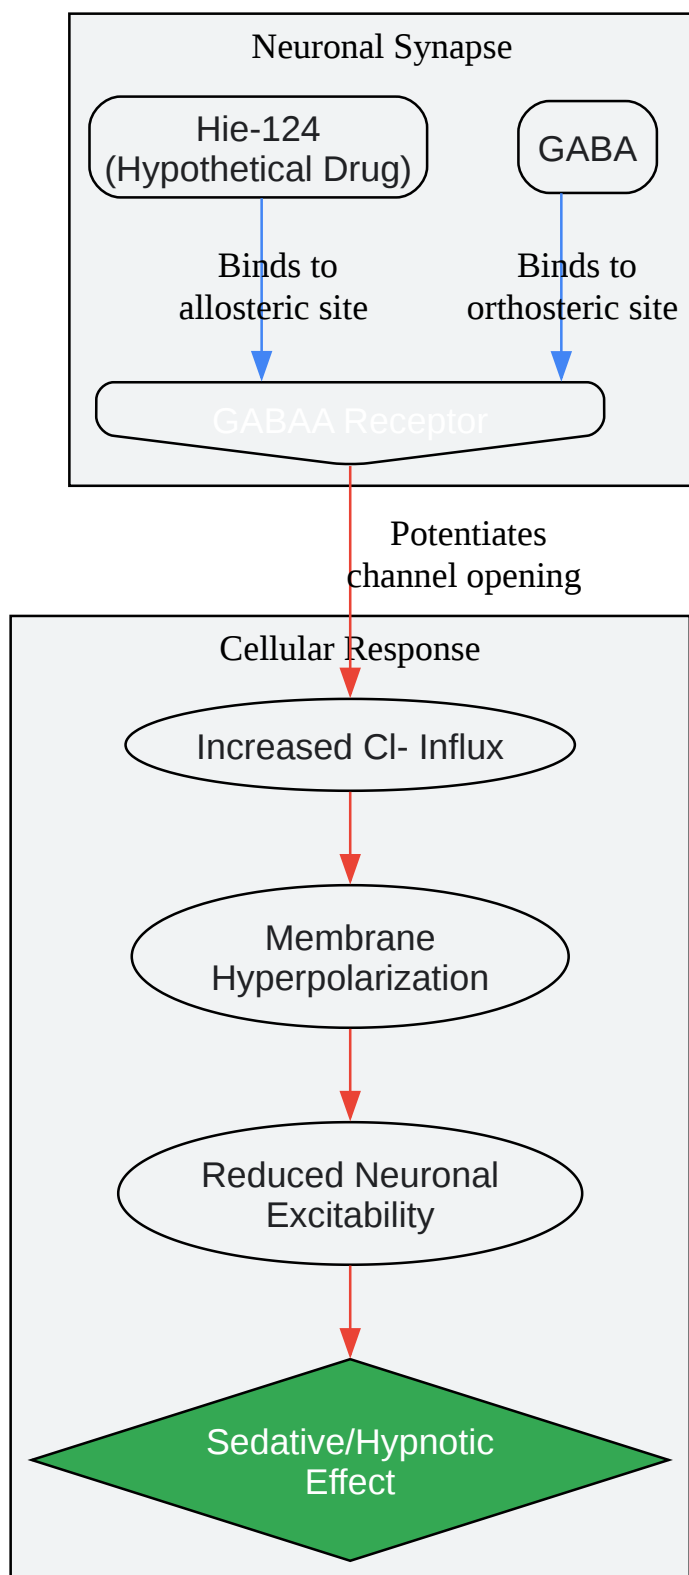 Neuronal Synapse
Hie-124
(Hypothetical Drug)
GABA
Binds to
allosteric site
Binds to
orthosteric site
GABAA Receptor
Potentiates
channel opening
Cellular Response
Increased Cl- Influx
Membrane
Hyperpolarization
Reduced Neuronal
Excitability
Sedative/Hypnotic
Effect